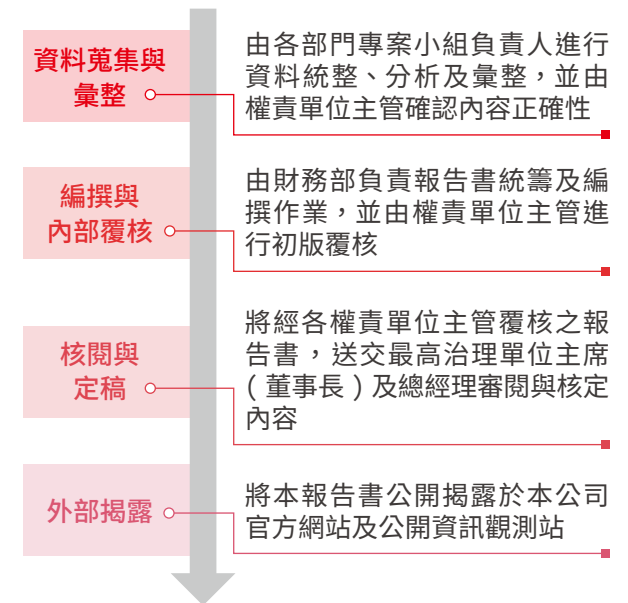 資料蒐集與
彙整
由各部門專案小組負責人進行
資料統整、分析及彙整，並由
權責單位主管確認內容正確性
編撰與
內部覆核
由財務部負責報告書統籌及編
撰作業，並由權責單位主管進
行初版覆核
核閱與
定稿
將經各權責單位主管覆核之報
告書，送交最高治理單位主席
(董事長)及總經理審閱與核定
內容
外部揭露
將本報告書公開揭露於本公司
官方網站及公開資訊觀測站